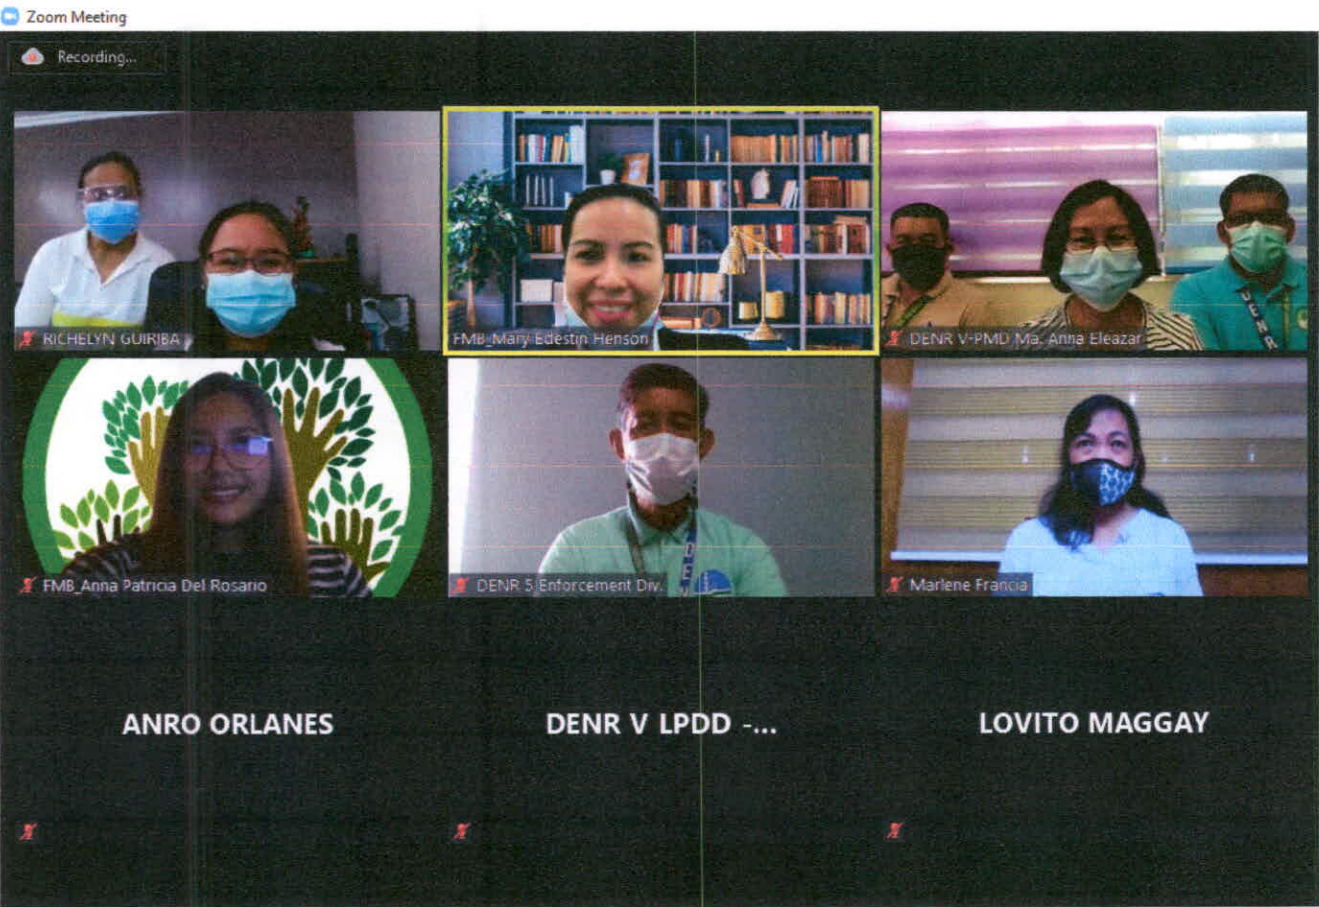 Zoom Meeting
Recording...
RICHELYN GUIRIBA
FMB_Mary Edestin Henson
DENR V-PMD Ma. Anna Eleazar
DENR
FMB_Anna Patricia Del Rosario
DENR 5 Enforcement Div.
Marlene Francia
ANRO ORLANES
DENR V LPDD -...
LOVITO MAGGAY